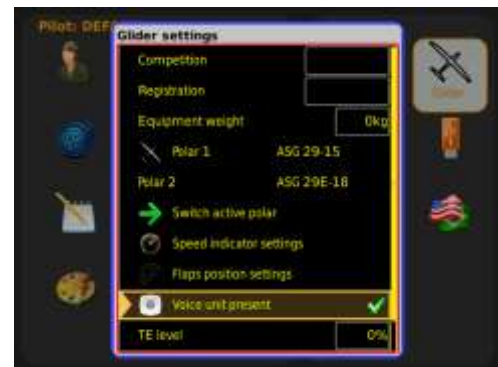 Pilot: DEF
Glider settings
Competition
Registration
Equipment weight 0kg
Polar 1 ASG 29-15
Polar 2 ASG 29E-18
Switch active polar
Speed indicator settings
Flaps position settings
Voice unit present
TE level 0%